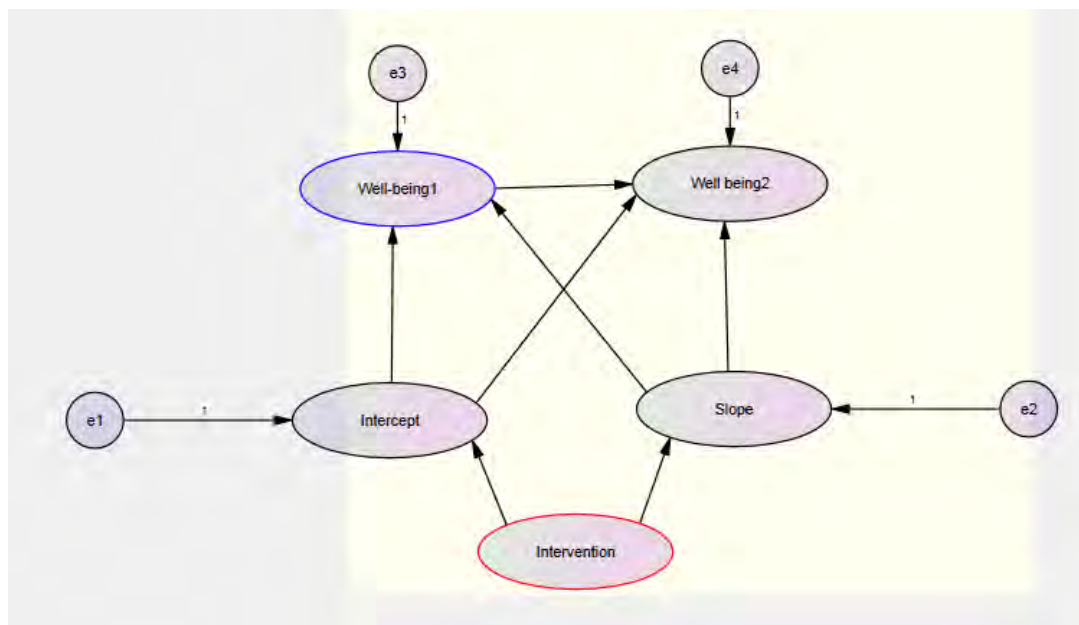 e3
e4
1
1
Well-being1
Well being2
e1
1
Intercept
Slope
1
e2
Intervention